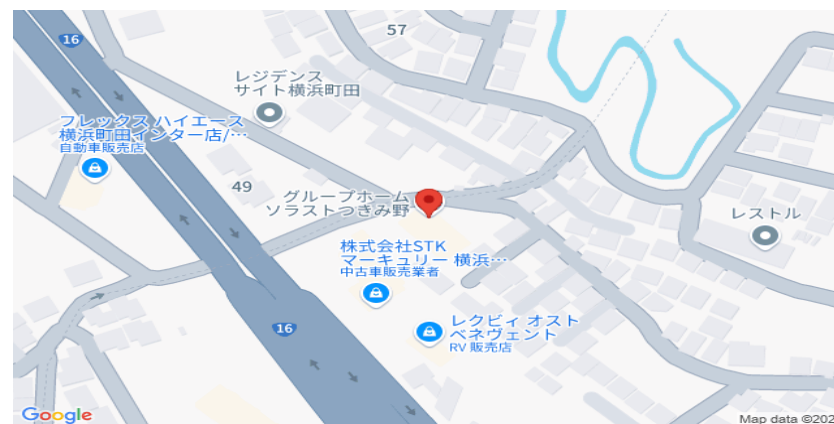 16
57
レジデンス
サイト横浜町田
フレックス ハイエース
横浜町田インター店/…
自動車販売店
49
グループホーム
ソラストつきみ野
レストル
株式会社STK
マーキュリー 横浜…
中古車販売業者
16
レクビィ オスト
ベネヴェント
RV 販売店
Google
Map data ©202